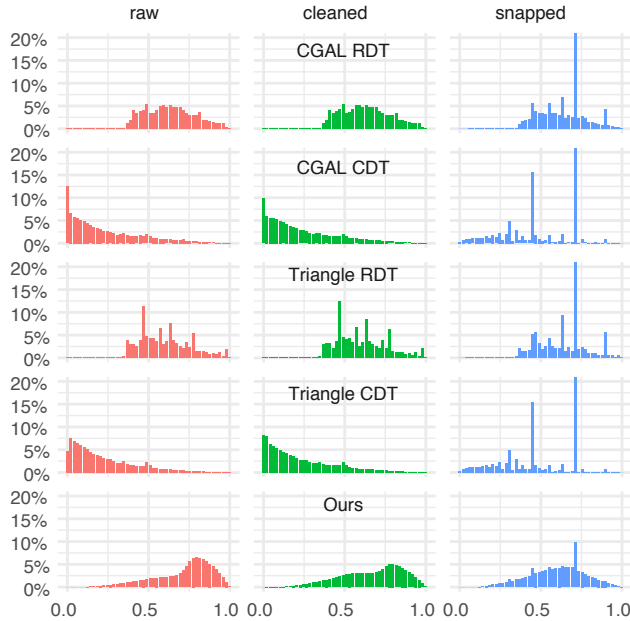 raw cleaned snapped
20% CGAL RDT
15%
10%
5%
0%
20% CGAL CDT
15%
10%
5%
0%
20% Triangle RDT
15%
10%
5%
0%
20% Triangle CDT
15%
10%
5%
0%
20% Ours
15%
10%
5%
0%
0.0 0.5 1.0 0.0 0.5 1.0 0.0 0.5 1.0